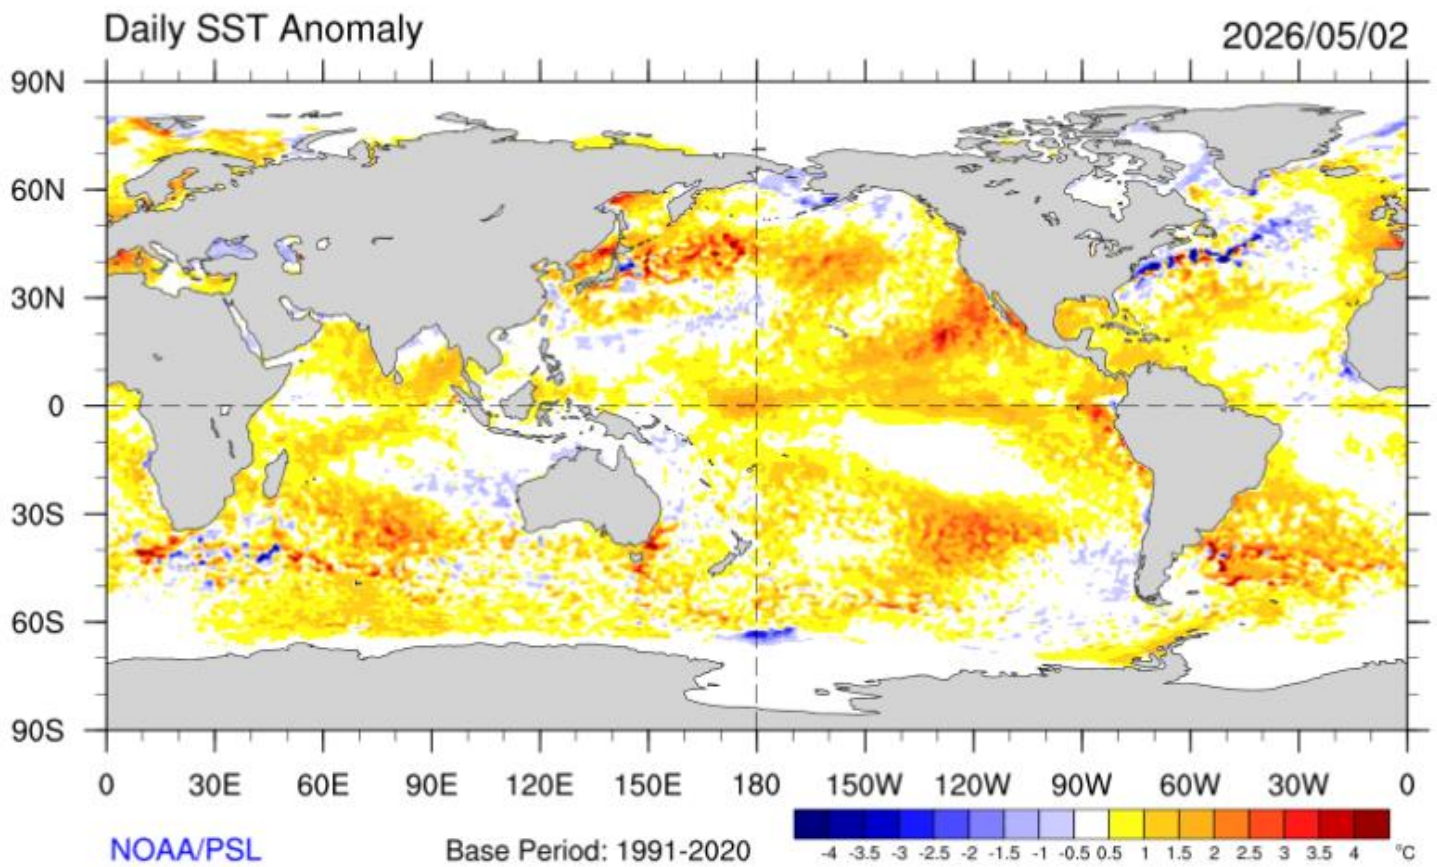 Daily SST Anomaly 2026/05/02
90N
60N
30N
0
30S
60S
90S
0 30E 60E 90E 120E 150E 180 150W 120W 90W 60W 30W 0
-4 -3.5 -3 -2.5 -2 -1.5 -1 -0.5 0.5 1 1.5 2 2.5 3 3.5 4 °C
NOAA/PSL Base Period: 1991-2020